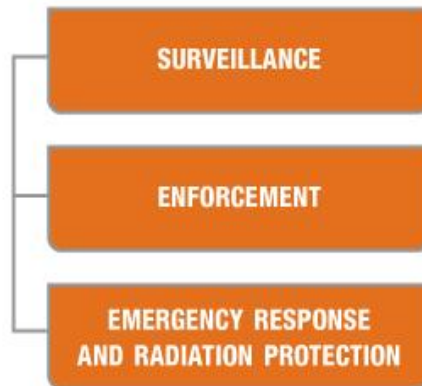 SURVEILLANCE
ENFORCEMENT
EMERGENCY RESPONSE
AND RADIATION PROTECTION